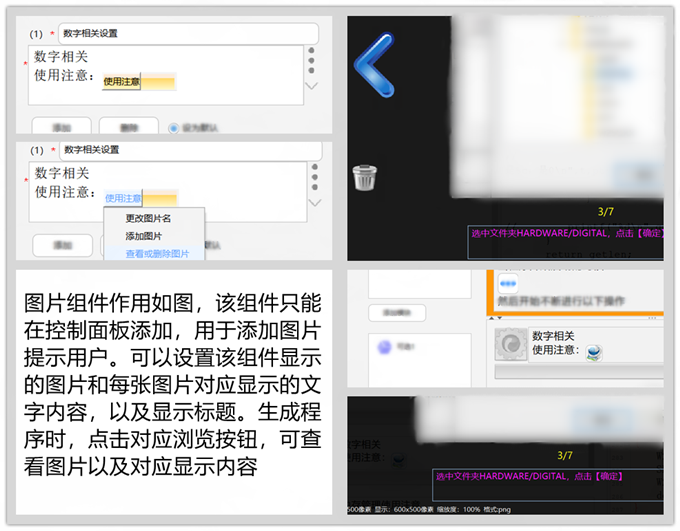 (1) * 数字相关设置
* 数字相关
使用注意： 使用注意
(1) * 数字相关设置
* 数字相关
使用注意： 使用注意
更改图片名
添加图片
查看或删除图片
图片组件作用如图，该组件只能
在控制面板添加，用于添加图片
提示用户。可以设置该组件显示
的图片和每张图片对应显示的文
字内容，以及显示标题。生成程
序时，点击对应浏览按钮，可查
看图片以及对应显示内容
3/7
选中文件夹HARDWARE/DIGITAL，点击【确定】
然后开始不断进行以下操作
数字相关
使用注意：
数字相关
使用注意：
3/7
选中文件夹HARDWARE/DIGITAL，点击【确定】
500像素 显示：600x500像素 缩放度：100% 格式:png